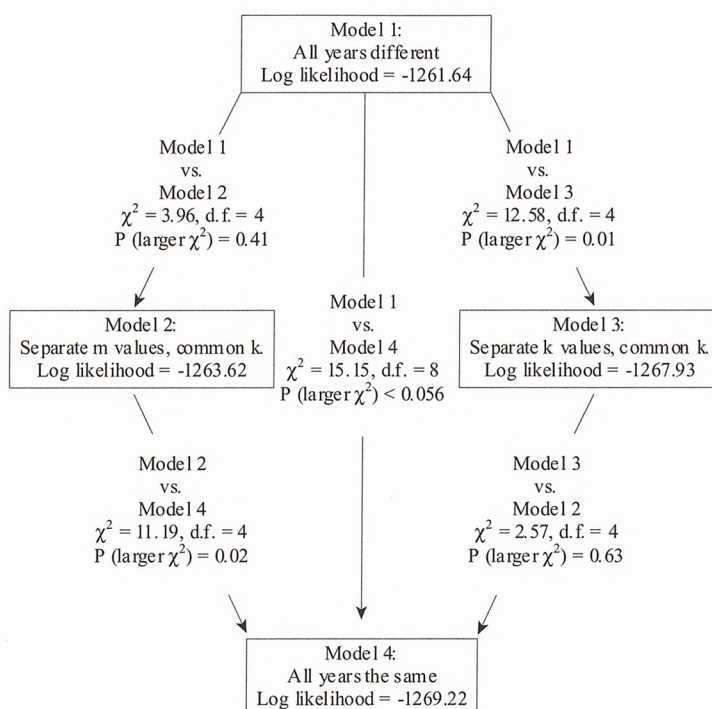 Model 1:
All years different
Log likelihood = -1261.64
Model 1
vs.
Model 2
χ² = 3.96, d.f. = 4
P (larger χ²) = 0.41
Model 1
vs.
Model 3
χ² = 12.58, d.f. = 4
P (larger χ²) = 0.01
Model 1
vs.
Model 4
χ² = 15.15, d.f. = 8
P (larger χ²) < 0.056
Model 2:
Separate m values, common k.
Log likelihood = -1263.62
Model 3:
Separate k values, common k.
Log likelihood = -1267.93
Model 2
vs.
Model 4
χ² = 11.19, d.f. = 4
P (larger χ²) = 0.02
Model 3
vs.
Model 2
χ² = 2.57, d.f. = 4
P (larger χ²) = 0.63
Model 4:
All years the same
Log likelihood = -1269.22